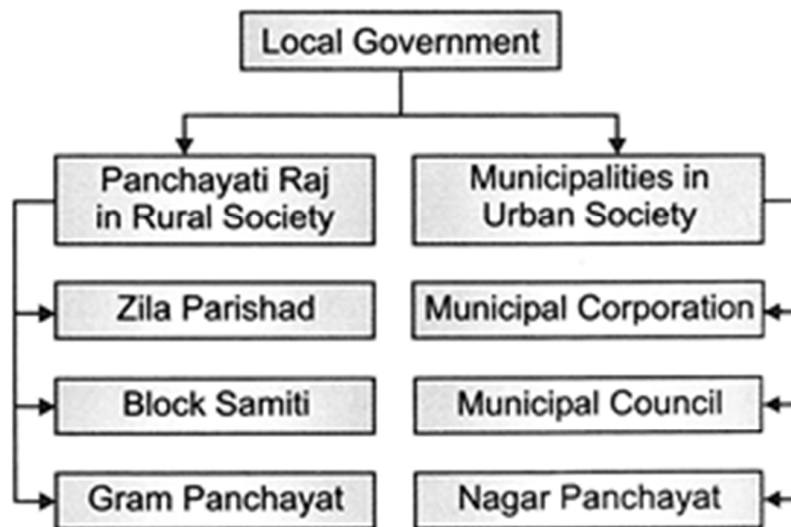 Local Government
Panchayati Raj
in Rural Society
Municipalities in
Urban Society
Zila Parishad
Municipal Corporation
Block Samiti
Municipal Council
Gram Panchayat
Nagar Panchayat